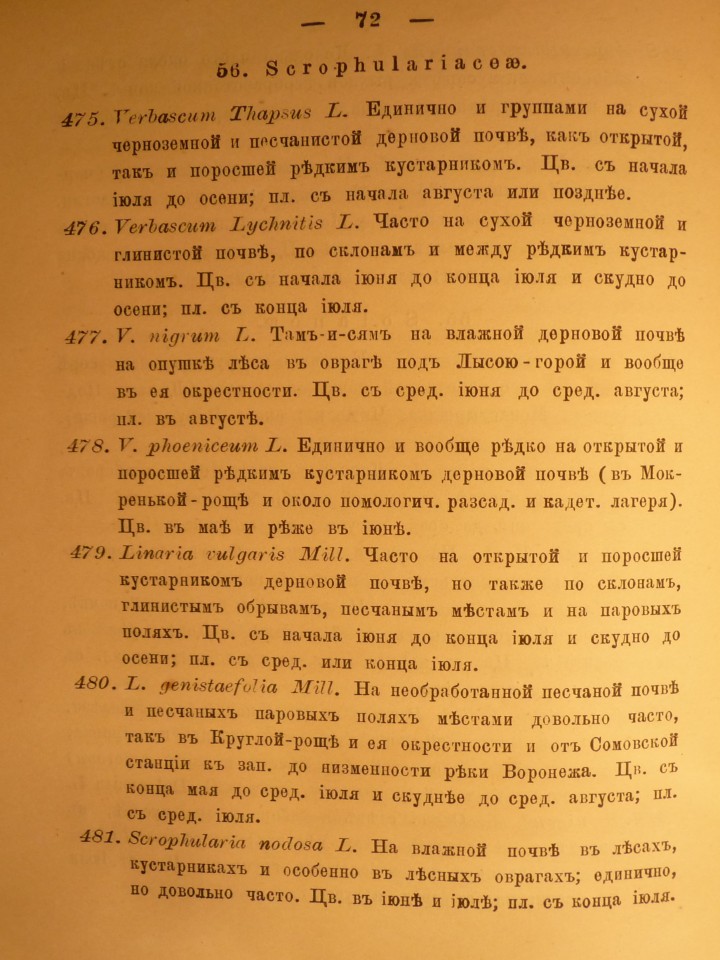 — 72 —
56. Scrophulariaceæ.
475. Verbascum Thapsus L. Единично и группами на сухой
черноземной и песчанистой дерновой почвѣ, какъ открытой,
такъ и поросшей рѣдкимъ кустарникомъ. Цв. съ начала
іюля до осени; пл. съ начала августа или позднѣе.
476. Verbascum Lychnitis L. Часто на сухой черноземной и
глинистой почвѣ, по склонамъ и между рѣдкимъ кустар-
никомъ. Цв. съ начала іюня до конца іюля и скудно до
осени; пл. съ конца іюля.
477. V. nigrum L. Тамъ-и-сямъ на влажной дерновой почвѣ
на опушкѣ лѣса въ оврагѣ подъ Лысою-горой и вообще
въ ея окрестности. Цв. съ сред. іюня до сред. августа;
пл. въ августѣ.
478. V. phoeniceum L. Единично и вообще рѣдко на открытой и
поросшей рѣдкимъ кустарникомъ дерновой почвѣ (въ Мок-
ренькой-рощѣ и около помологич. разсад. и кадет. лагеря).
Цв. въ маѣ и рѣже въ іюнѣ.
479. Linaria vulgaris Mill. Часто на открытой и поросшей
кустарникомъ дерновой почвѣ, но также по склонамъ,
глинистымъ обрывамъ, песчанымъ мѣстамъ и на паровыхъ
поляхъ. Цв. съ начала іюня до конца іюля и скудно до
осени; пл. съ сред. или конца іюля.
480. L. genistaefolia Mill. На необработанной песчаной почвѣ
и песчаныхъ паровыхъ поляхъ мѣстами довольно часто,
такъ въ Круглой-рощѣ и ея окрестности и отъ Сомовской
станціи къ зап. до низменности рѣки Воронежа. Цв. съ
конца мая до сред. іюля и скуднѣе до сред. августа; пл.
съ сред. іюля.
481. Scrophularia nodosa L. На влажной почвѣ въ лѣсахъ,
кустарникахъ и особенно въ лѣсныхъ оврагахъ; единично,
но довольно часто. Цв. въ іюнѣ и іюлѣ; пл. съ конца іюля.